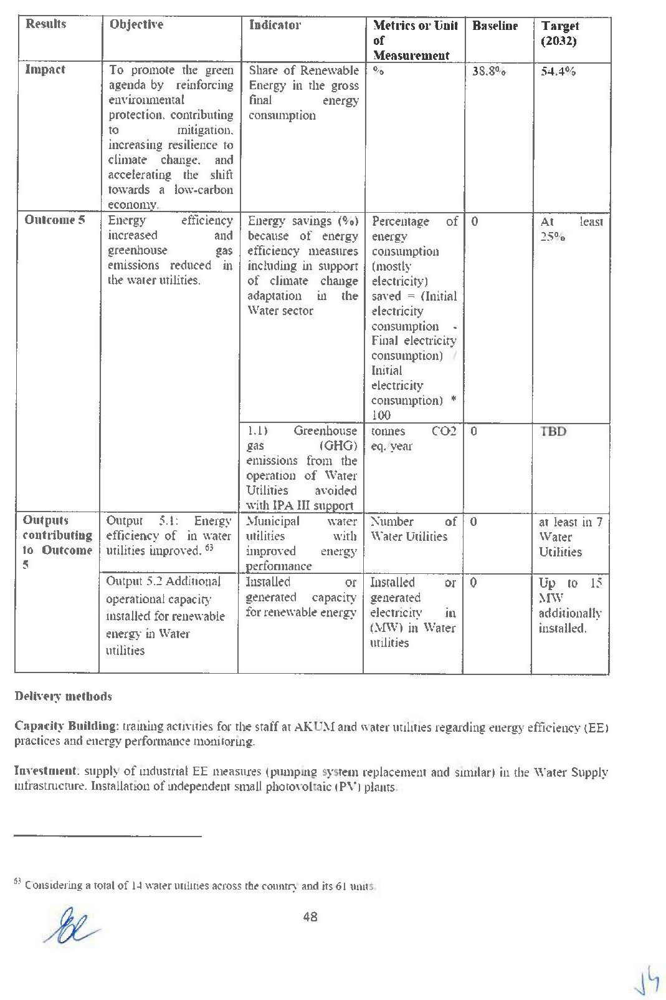 Results Objective Indicator Metrics or Unit of Measurement Baseline Target (2032)
Impact
To promote the green
agenda by reinforcing
environmental
protection, contributing
to mitigation,
increasing resilience to
climate change, and
accelerating the shift
towards a low-carbon
economy.
Share of Renewable
Energy in the gross
final energy
consumption
%
38.8%
54.4%
Outcome 5
Energy efficiency
increased and
greenhouse gas
emissions reduced in
the water utilities.
Energy savings (%)
because of energy
efficiency measures
including in support
of climate change
adaptation in the
Water sector
Percentage of
energy
consumption
(mostly
electricity)
saved = (Initial
electricity
consumption -
Final electricity
consumption) /
Initial
electricity
consumption) *
100
0
At least
25%
1.1) Greenhouse
gas (GHG)
emissions from the
operation of Water
Utilities avoided
with IPA III support
tonnes CO2
eq./year
0
TBD
Outputs
contributing
to Outcome
5
Output 5.1: Energy
efficiency of in water
utilities improved. 63
Municipal water
utilities with
improved energy
performance
Number of
Water Utilities
0
at least in 7
Water
Utilities
Output 5.2 Additional
operational capacity
installed for renewable
energy in Water
utilities
Installed or
generated capacity
for renewable energy
Installed or
generated
electricity in
(MW) in Water
utilities
0
Up to 15
MW
additionally
installed.
Delivery methods
Capacity Building: training activities for the staff at AKUM and water utilities regarding energy efficiency (EE)
practices and energy performance monitoring.
Investment: supply of industrial EE measures (pumping system replacement and similar) in the Water Supply
infrastructure. Installation of independent small photovoltaic (PV) plants.
63 Considering a total of 14 water utilities across the country and its 61 units.
48